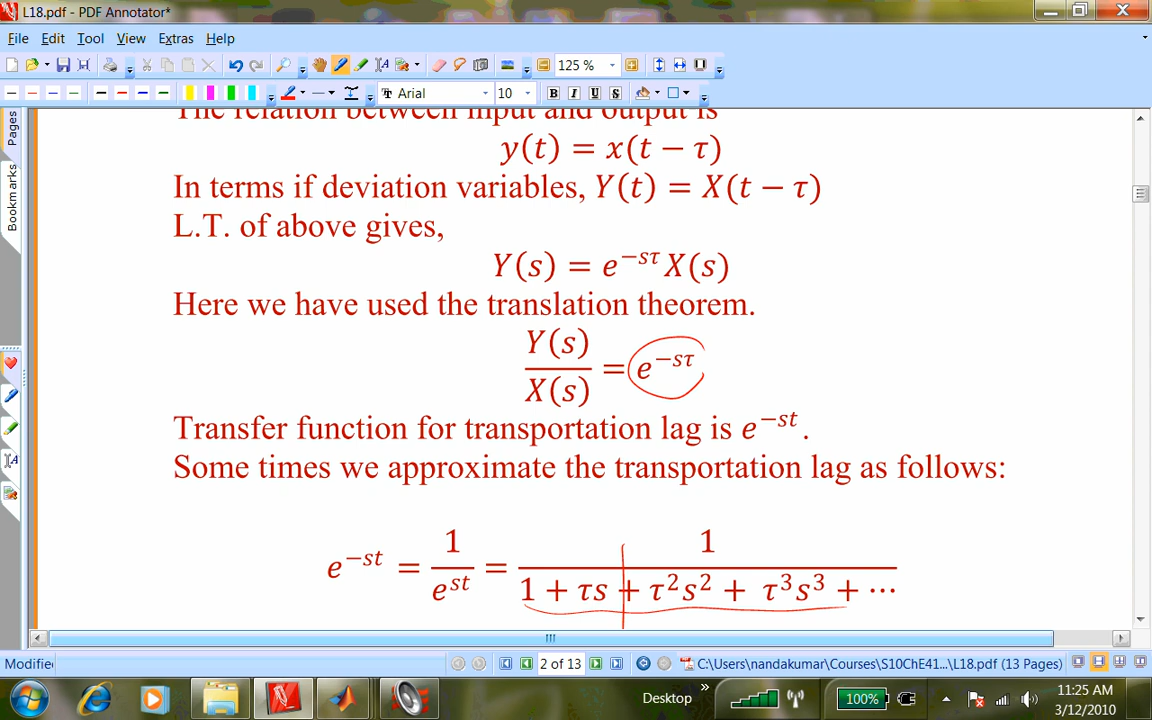 L18.pdf - PDF Annotator*
File Edit Tool View Extras Help
125 %
Arial 10 B I U S
Pages
Bookmarks
The relation between input and output is
y(t) = x(t − τ)
In terms if deviation variables, Y(t) = X(t − τ)
L.T. of above gives,
Y(s) = e^{−sτ} X(s)
Here we have used the translation theorem.
Y(s)/X(s) = e^{−sτ}
Transfer function for transportation lag is e^{−st}.
Some times we approximate the transportation lag as follows:
e^{−st} = 1/e^{st} = 1/(1 + τs + τ²s² + τ³s³ + ⋯
Modifie 2 of 13 C:\Users\nandakumar\Courses\S10ChE41...\L18.pdf (13 Pages)
Desktop » 100% 11:25 AM
3/12/2010